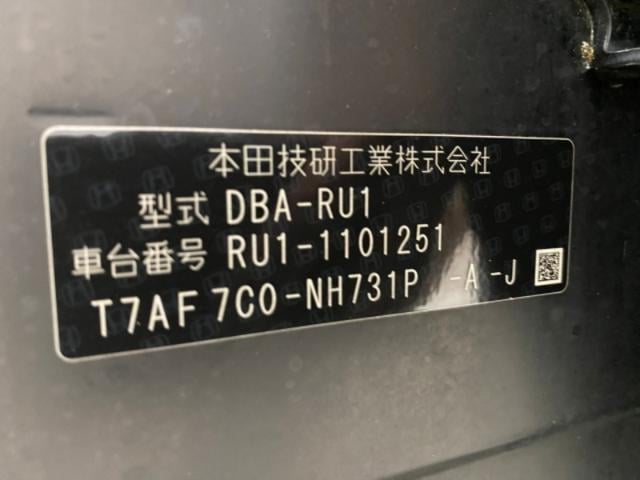 本田技研工業株式会社
型式 DBA-RU1
車台番号 RU1-1101251
T7AF 7C0-NH731P -A -J